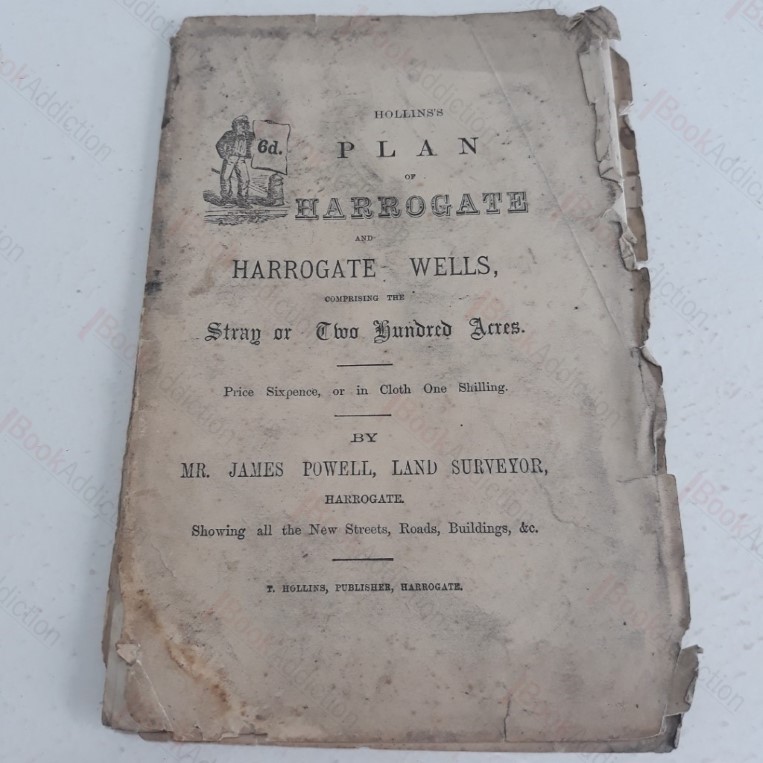 HOLLINS'S
6d.
PLAN
OF
HARROGATE
AND
HARROGATE WELLS,
COMPRISING THE
Stray or Two Hundred Acres.
Price Sixpence, or in Cloth One Shilling.
BY
MR. JAMES POWELL, LAND SURVEYOR,
HARROGATE.
Showing all the New Streets, Roads, Buildings, &c.
T. HOLLINS, PUBLISHER, HARROGATE.
BookAddiction